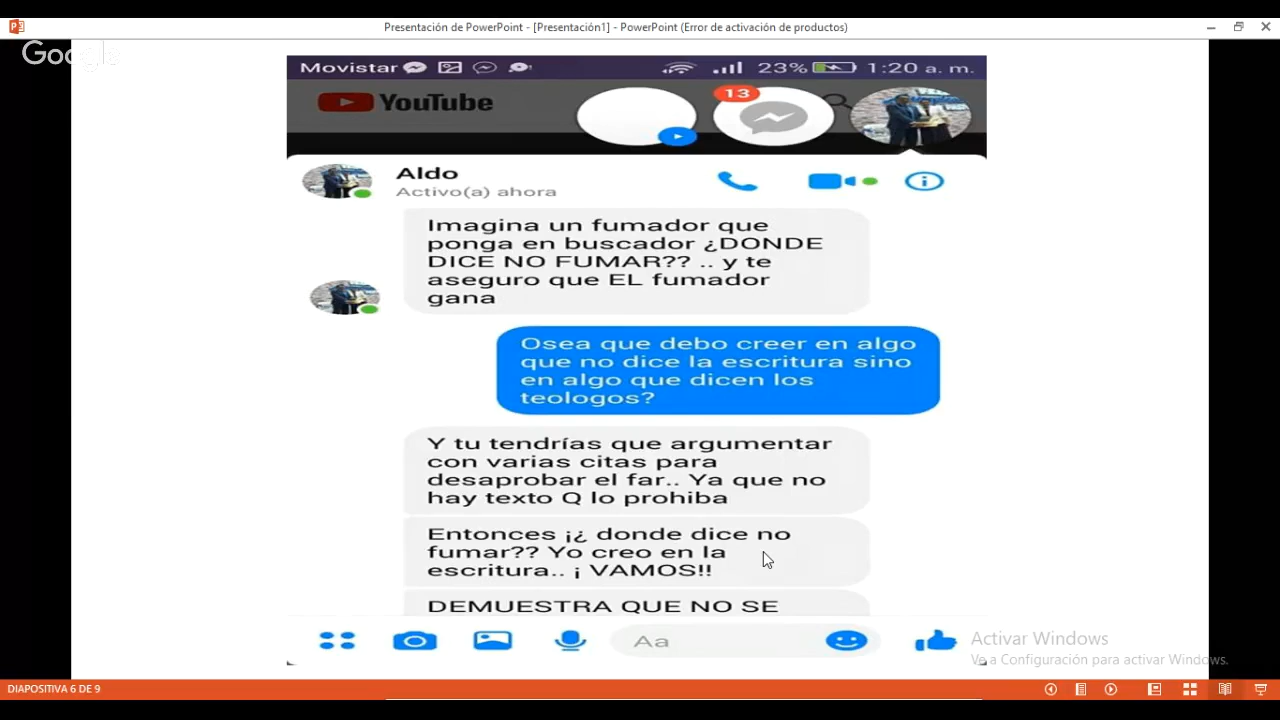 Presentación de PowerPoint - [Presentación1] - PowerPoint (Error de activación de productos)
Google
Movistar 23% 1:20 a. m.
YouTube
13
Aldo
Activo(a) ahora
Imagina un fumador que
ponga en buscador ¿DONDE
DICE NO FUMAR?? .. y te
aseguro que EL fumador
gana
Osea que debo creer en algo
que no dice la escritura sino
en algo que dicen los
teologos?
Y tu tendrías que argumentar
con varias citas para
desaprobar el far.. Ya que no
hay texto Q lo prohiba
Entonces ¡¿ donde dice no
fumar?? Yo creo en la
escritura.. ¡ VAMOS!!
DEMUESTRA QUE NO SE
Aa
Activar Windows
Ve a Configuración para activar Windows.
DIAPOSITIVA 6 DE 9